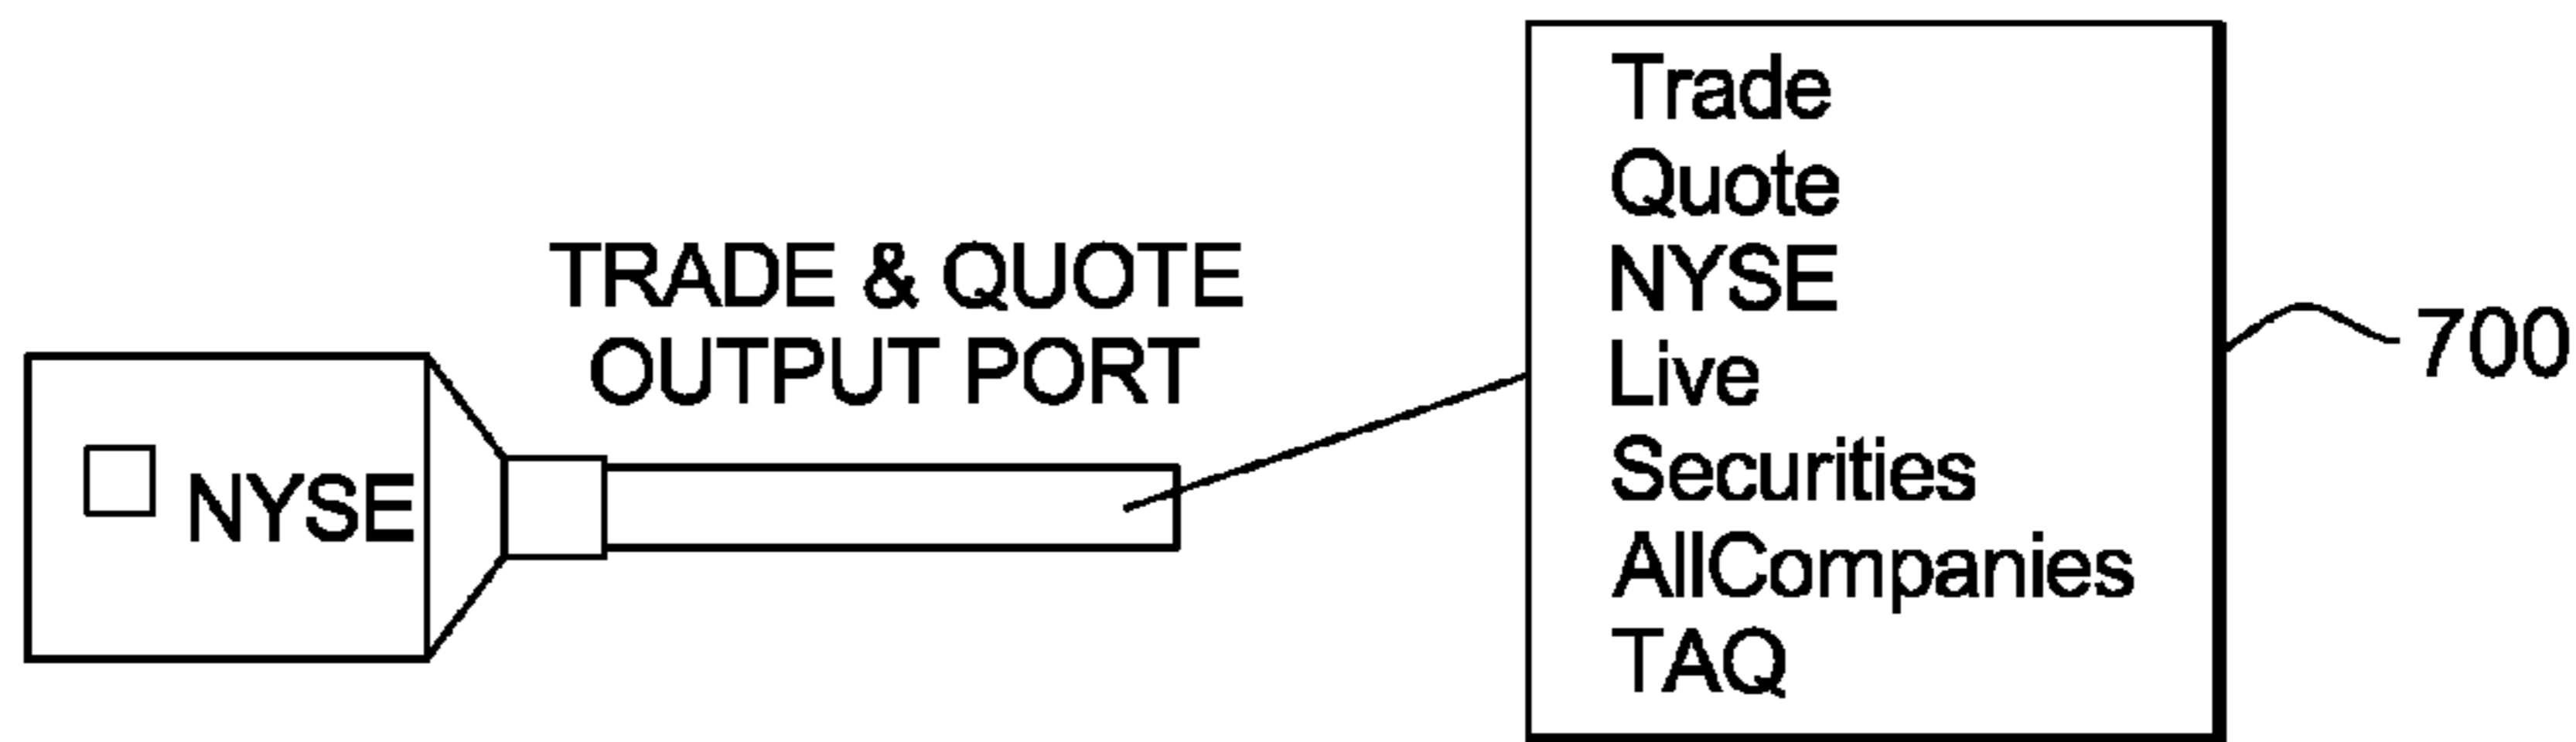 TRADE & QUOTE
OUTPUT PORT
NYSE
Trade
Quote
NYSE
Live
Securities
AllCompanies
TAQ
700